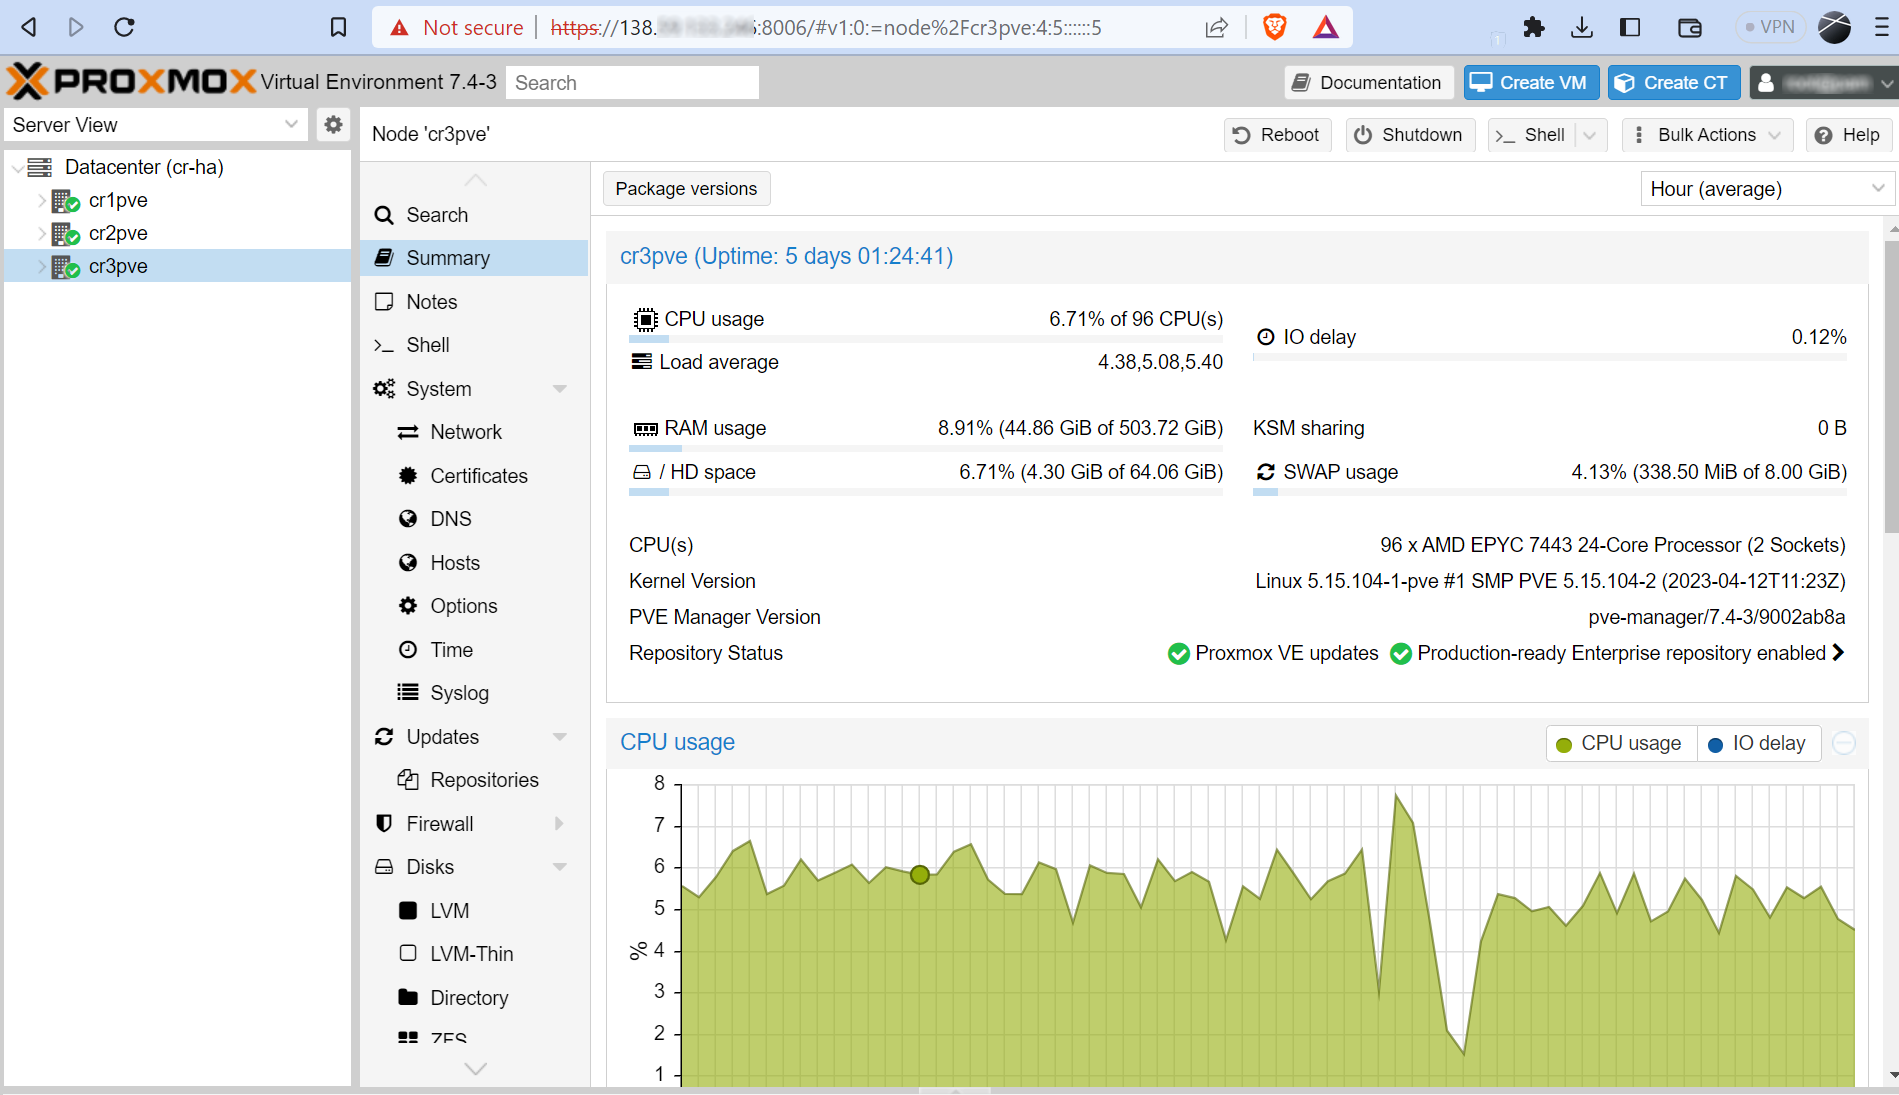 Not secure https://138. :8006/#v1:0:=node%2Fcr3pve:4:5::::::5 VPN
PROXMOX Virtual Environment 7.4-3 Search Documentation Create VM Create CT
Server View
Datacenter (cr-ha)
cr1pve
cr2pve
cr3pve
Node 'cr3pve' Reboot Shutdown Shell Bulk Actions Help
Search
Summary
Notes
Shell
System
Network
Certificates
DNS
Hosts
Options
Time
Syslog
Updates
Repositories
Firewall
Disks
LVM
LVM-Thin
Directory
ZFS
Package versions Hour (average)
cr3pve (Uptime: 5 days 01:24:41)
CPU usage 6.71% of 96 CPU(s)
IO delay 0.12%
Load average 4.38,5.08,5.40
RAM usage 8.91% (44.86 GiB of 503.72 GiB) KSM sharing 0 B
/ HD space 6.71% (4.30 GiB of 64.06 GiB) SWAP usage 4.13% (338.50 MiB of 8.00 GiB)
CPU(s) 96 x AMD EPYC 7443 24-Core Processor (2 Sockets)
Kernel Version Linux 5.15.104-1-pve #1 SMP PVE 5.15.104-2 (2023-04-12T11:23Z)
PVE Manager Version pve-manager/7.4-3/9002ab8a
Repository Status Proxmox VE updates Production-ready Enterprise repository enabled
CPU usage CPU usage IO delay
8
7
6
5
% 4
3
2
1